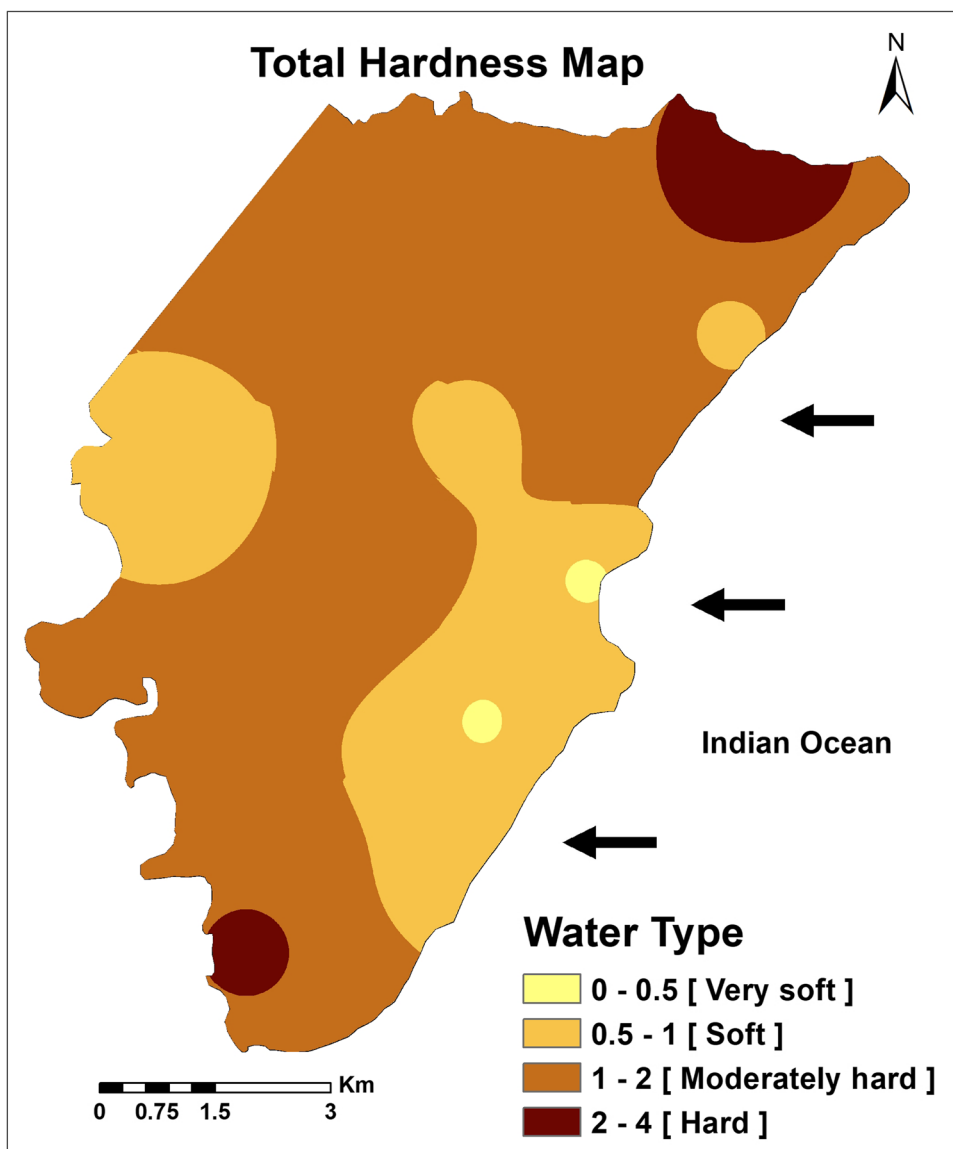 Total Hardness Map
N
Indian Ocean
Water Type
0 - 0.5 [ Very soft ]
0.5 - 1 [ Soft ]
1 - 2 [ Moderately hard ]
2 - 4 [ Hard ]
Km
0 0.75 1.5 3